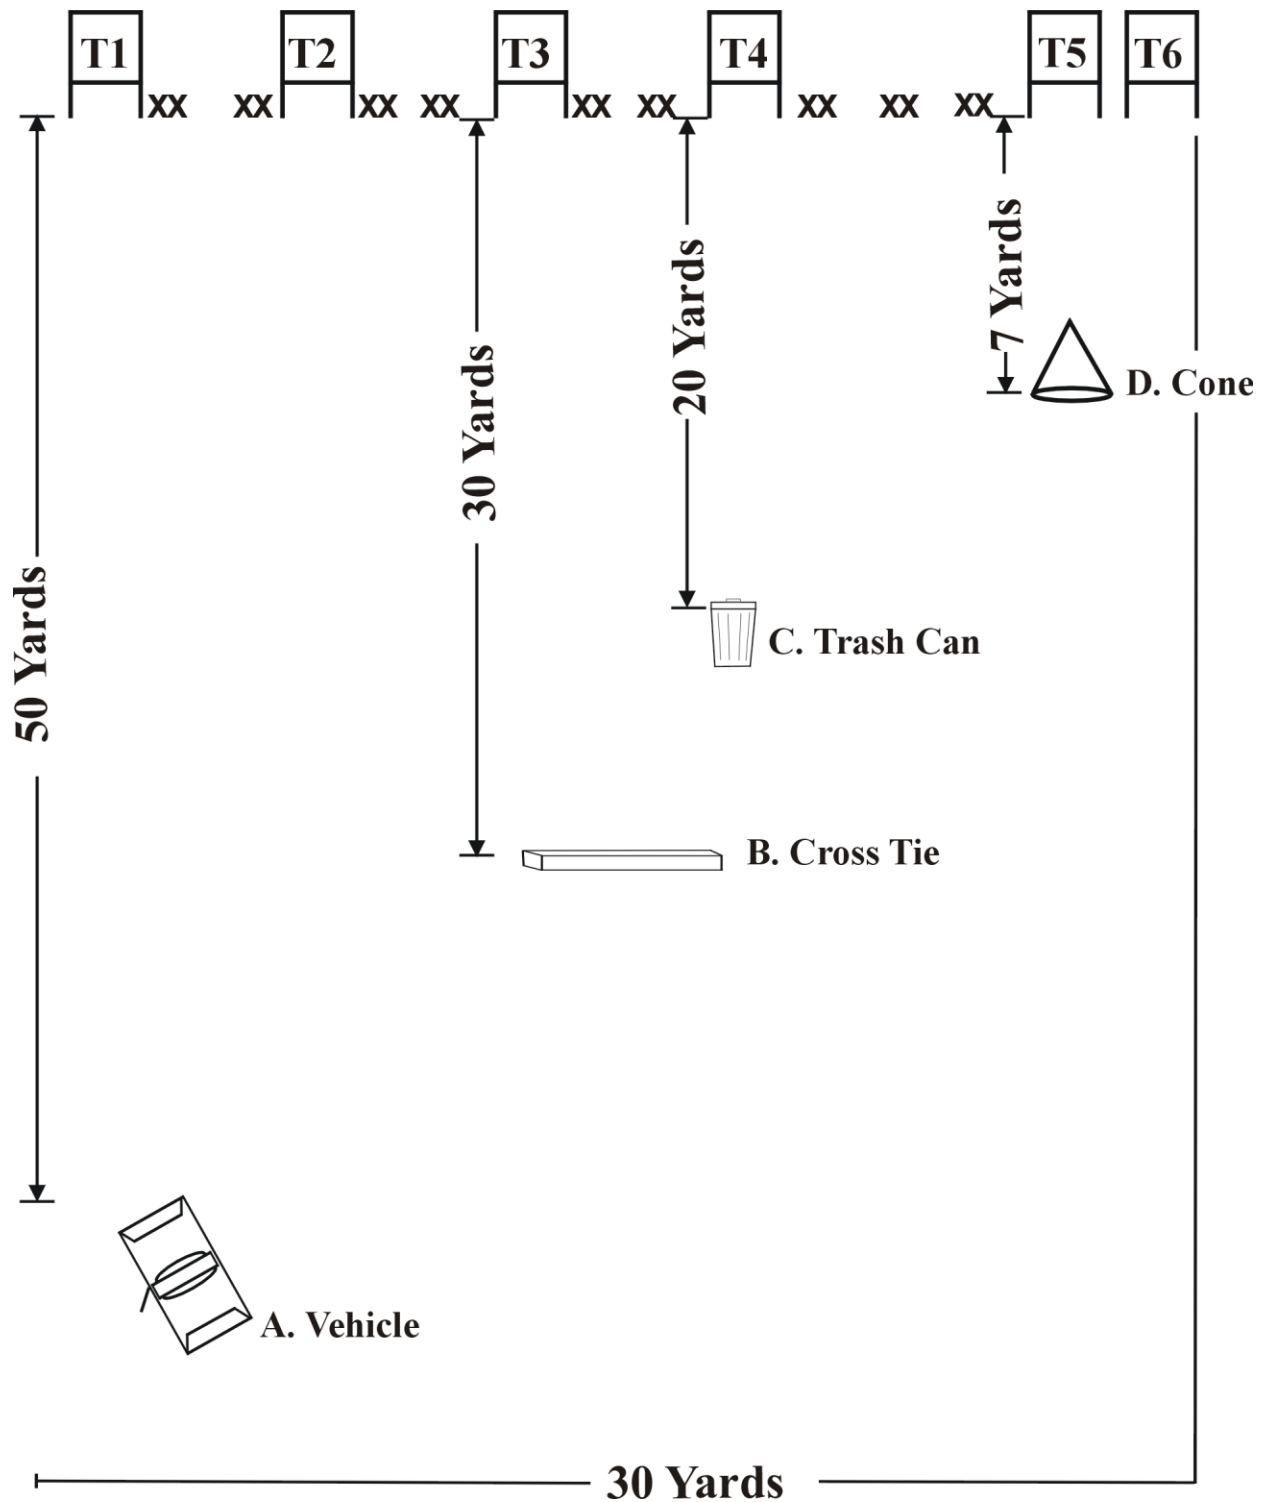 T1 T2 T3 T4 T5 T6
XX XX XX XX XX XX XX XX XX
7 Yards
20 Yards
30 Yards
D. Cone
50 Yards
C. Trash Can
B. Cross Tie
A. Vehicle
30 Yards